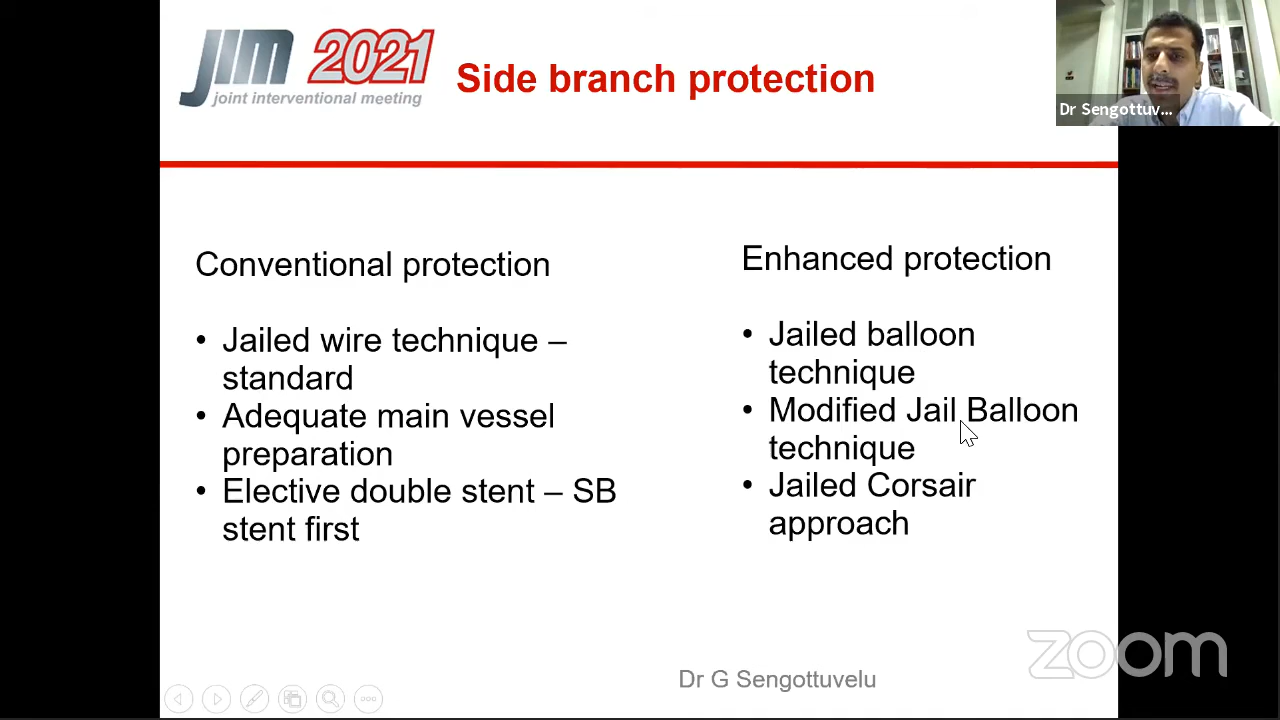 JIM 2021
joint interventional meeting
Side branch protection
Dr Sengottuv...
Conventional protection
• Jailed wire technique –
standard
• Adequate main vessel
preparation
• Elective double stent – SB
stent first
Enhanced protection
• Jailed balloon
technique
• Modified Jail Balloon
technique
• Jailed Corsair
approach
zoom
Dr G Sengottuvelu